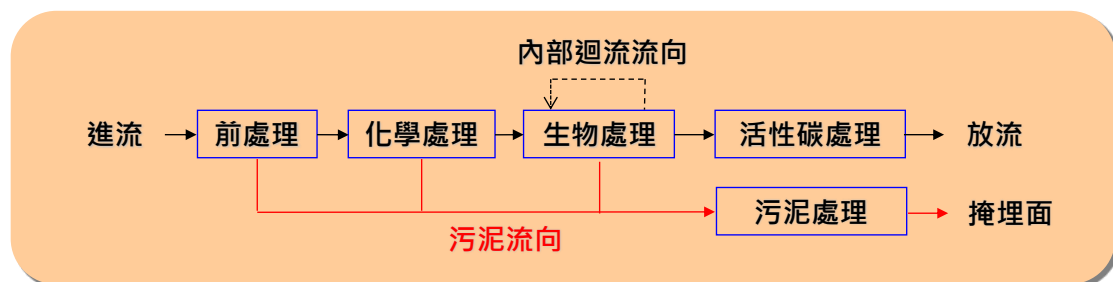 內部迴流流向
進流
前處理
化學處理
生物處理
活性碳處理
放流
污泥處理
掩埋面
污泥流向